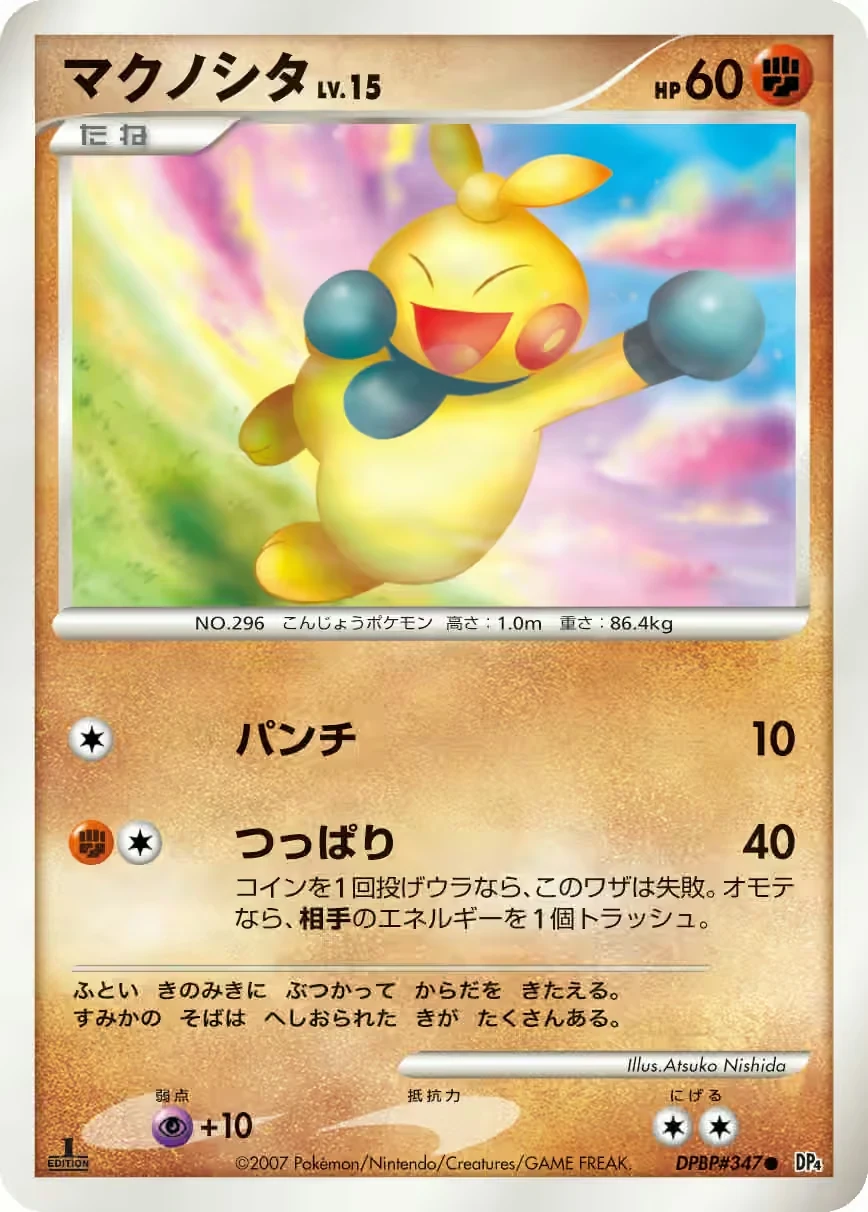 マクノシタ LV.15 HP 60
たね
NO.296 こんじょうポケモン 高さ：1.0m 重さ：86.4kg
パンチ 10
つっぱり 40
コインを1回投げウラなら、このワザは失敗。オモテ
なら、相手のエネルギーを1個トラッシュ。
ふとい きのみきに ぶつかって からだを きたえる。
すみかの そばは へしおられた きが たくさんある。
Illus.Atsuko Nishida
弱点 抵抗力 にげる
+10
1 EDITION ©2007 Pokémon/Nintendo/Creatures/GAME FREAK. DPBP#347● DP4